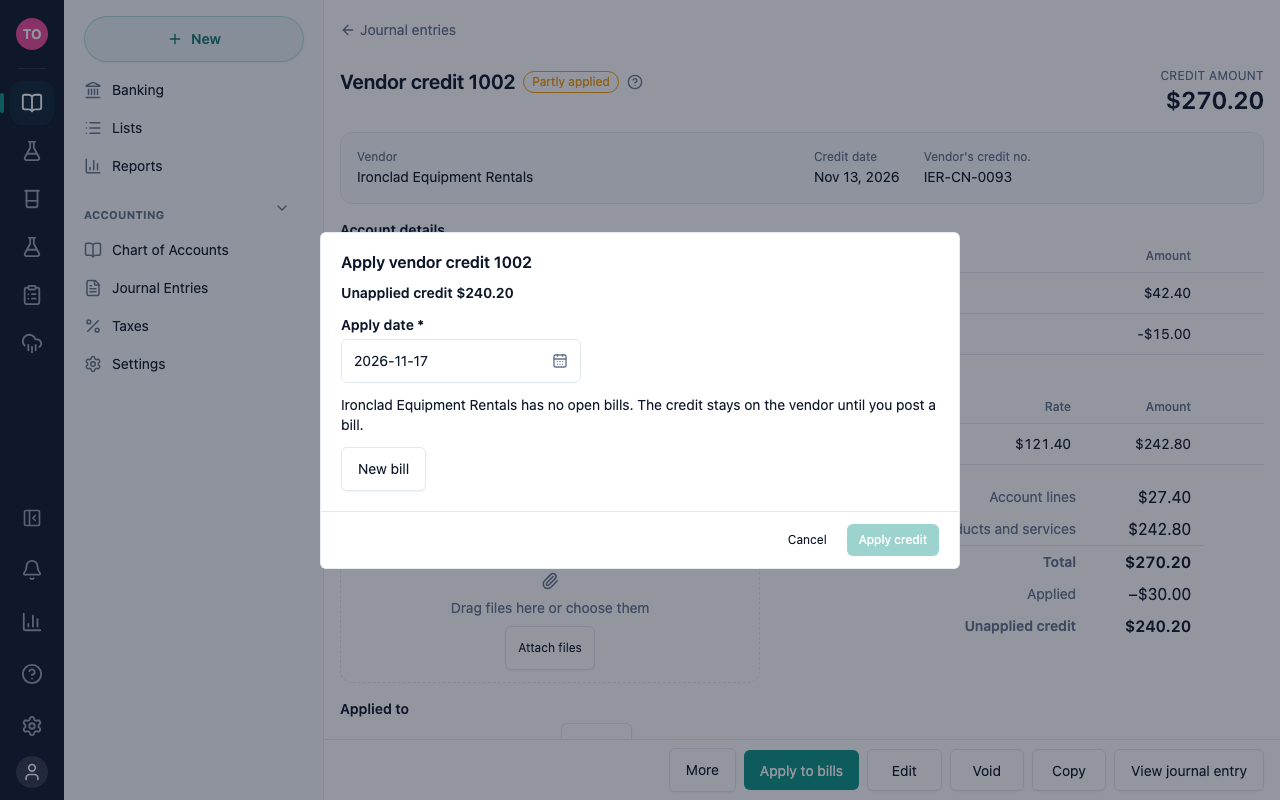 TO
New
Banking
Lists
Reports
ACCOUNTING
Chart of Accounts
Journal Entries
Taxes
Settings
Journal entries
Vendor credit 1002
Partly applied
CREDIT AMOUNT
$270.20
Vendor
Ironclad Equipment Rentals
Credit date
Nov 13, 2026
Vendor's credit no.
IER-CN-0093
Account details
Amount
$42.40
-$15.00
Rate
Amount
$121.40
$242.80
Account lines
$27.40
ducts and services
$242.80
Total
$270.20
Applied
–$30.00
Unapplied credit
$240.20
Apply vendor credit 1002
Unapplied credit $240.20
Apply date *
2026-11-17
Ironclad Equipment Rentals has no open bills. The credit stays on the vendor until you post a
bill.
New bill
Cancel
Apply credit
Drag files here or choose them
Attach files
Applied to
More
Apply to bills
Edit
Void
Copy
View journal entry